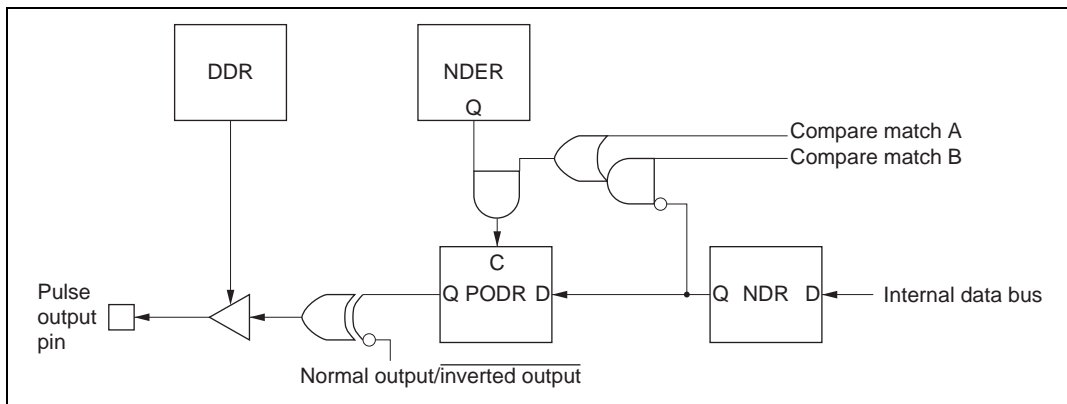 DDR
NDER
Q
Compare match A
Compare match B
C
Q PODR D
Q NDR D
Internal data bus
Pulse
output
pin
Normal output/inverted output